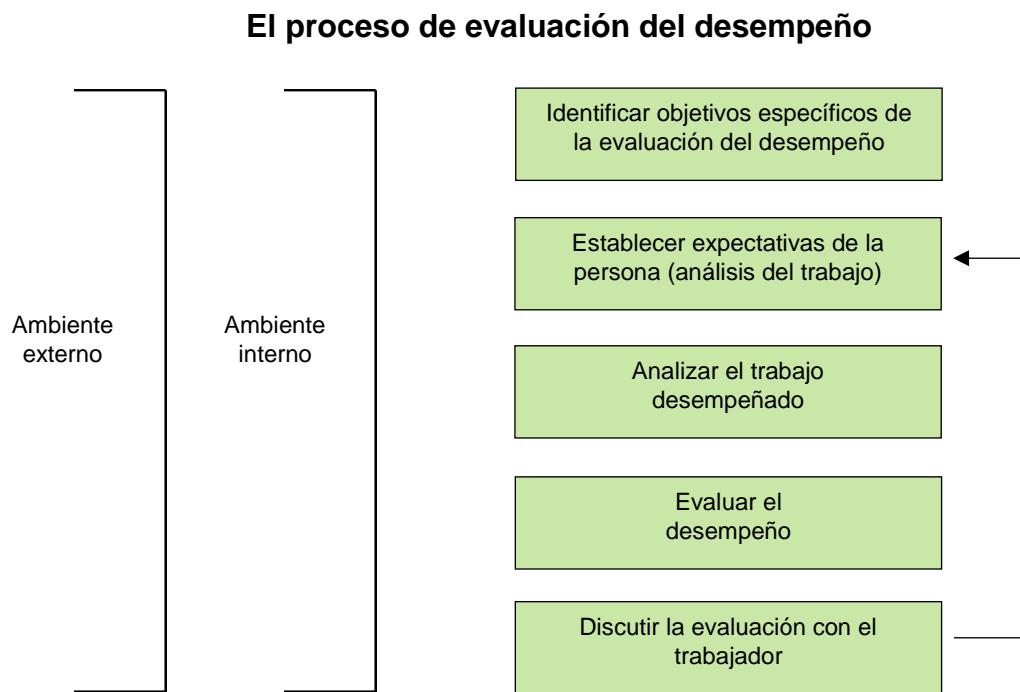 El proceso de evaluación del desempeño
Identificar objetivos específicos de
la evaluación del desempeño
Establecer expectativas de la
persona (análisis del trabajo)
Ambiente
externo
Ambiente
interno
Analizar el trabajo
desempeñado
Evaluar el
desempeño
Discutir la evaluación con el
trabajador